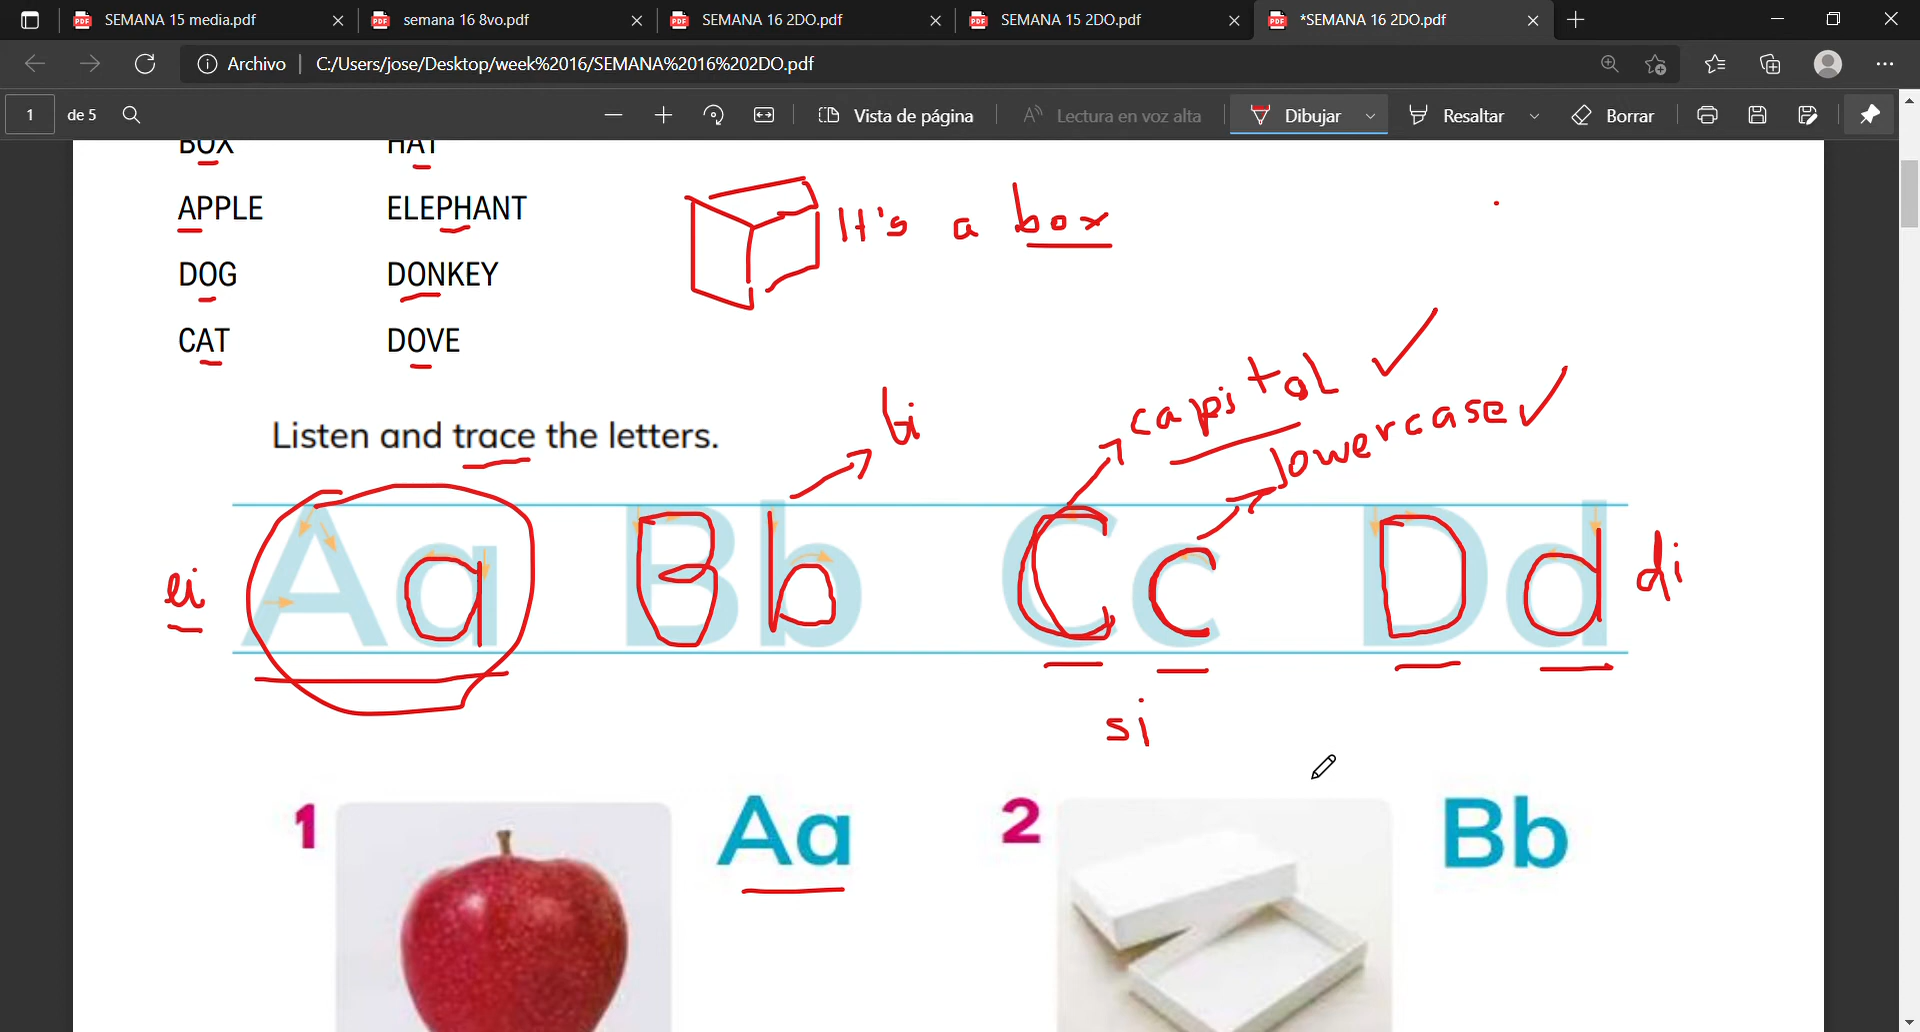 SEMANA 15 media.pdf semana 16 8vo.pdf SEMANA 16 2DO.pdf SEMANA 15 2DO.pdf *SEMANA 16 2DO.pdf
Archivo C:/Users/jose/Desktop/week%2016/SEMANA%2016%202DO.pdf
1 de 5 Vista de página Lectura en voz alta Dibujar Resaltar Borrar
BOX HAT
APPLE ELEPHANT
It's a box
DOG DONKEY
CAT DOVE
capitol
lowercase
bi
Listen and trace the letters.
Aa Bb Cc Dd
ei
di
si
1 Aa 2 Bb